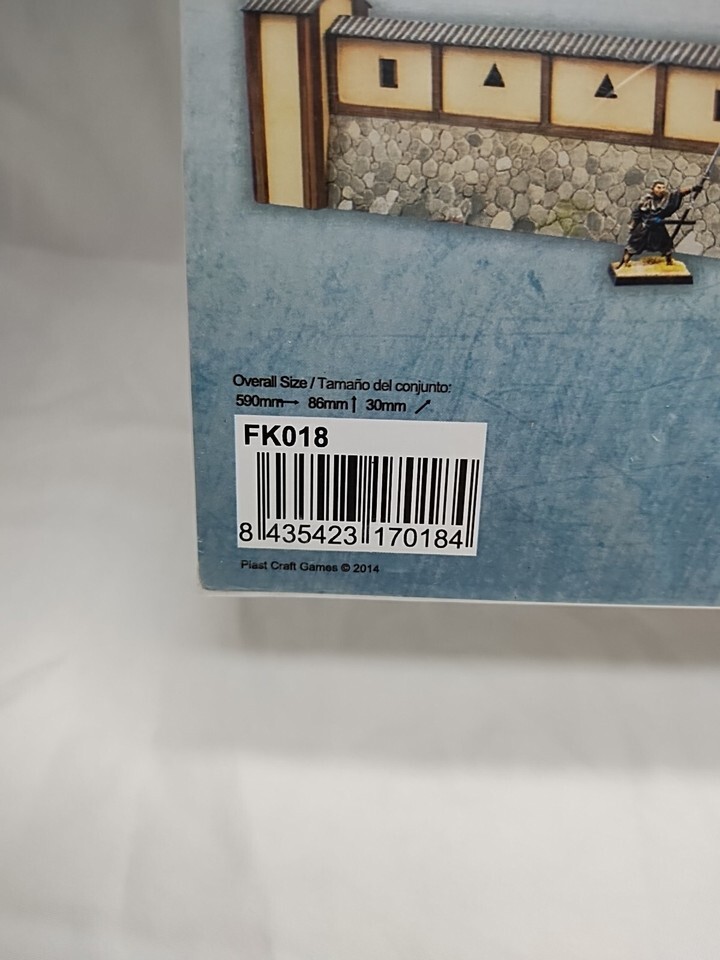 Overall Size / Tamaño del conjunto:
590mm→ 86mm↑ 30mm ↗
FK018
8 435423 170184
Plast Craft Games © 2014